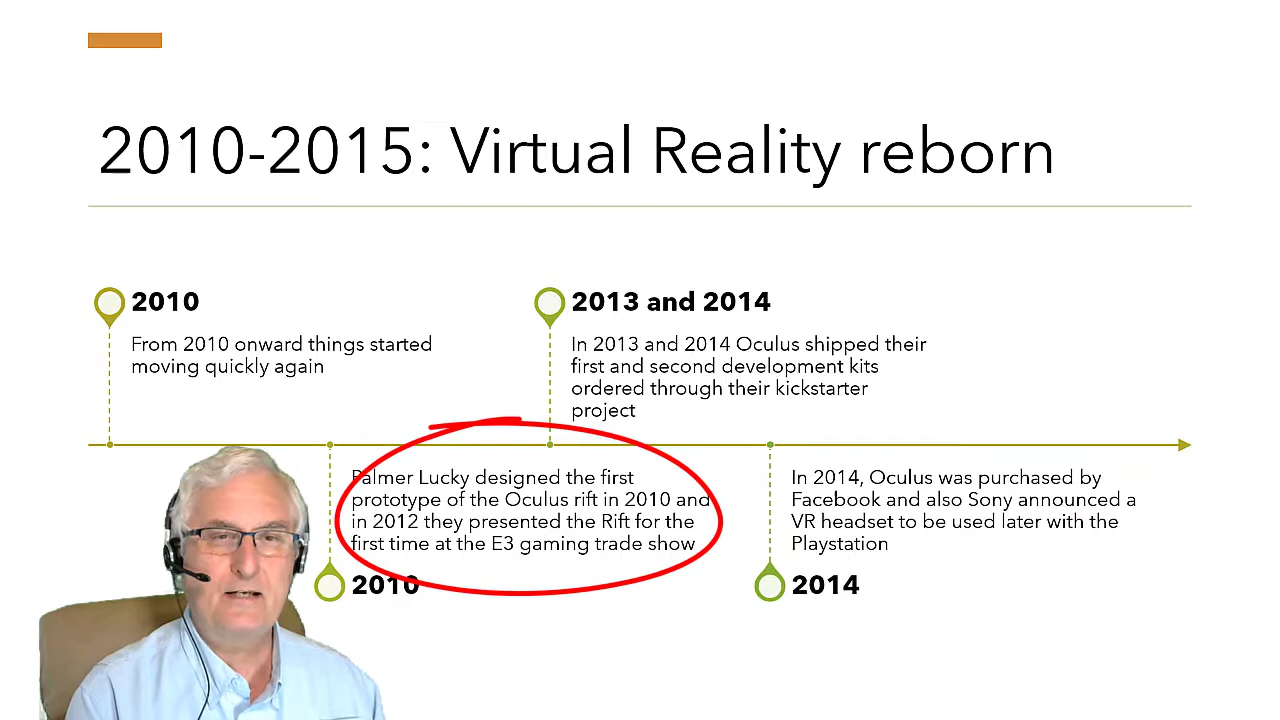 2010-2015: Virtual Reality reborn
2010
From 2010 onward things started
moving quickly again
2013 and 2014
In 2013 and 2014 Oculus shipped their
first and second development kits
ordered through their kickstarter
project
Palmer Lucky designed the first
prototype of the Oculus rift in 2010 and
in 2012 they presented the Rift for the
first time at the E3 gaming trade show
2010
In 2014, Oculus was purchased by
Facebook and also Sony announced a
VR headset to be used later with the
Playstation
2014